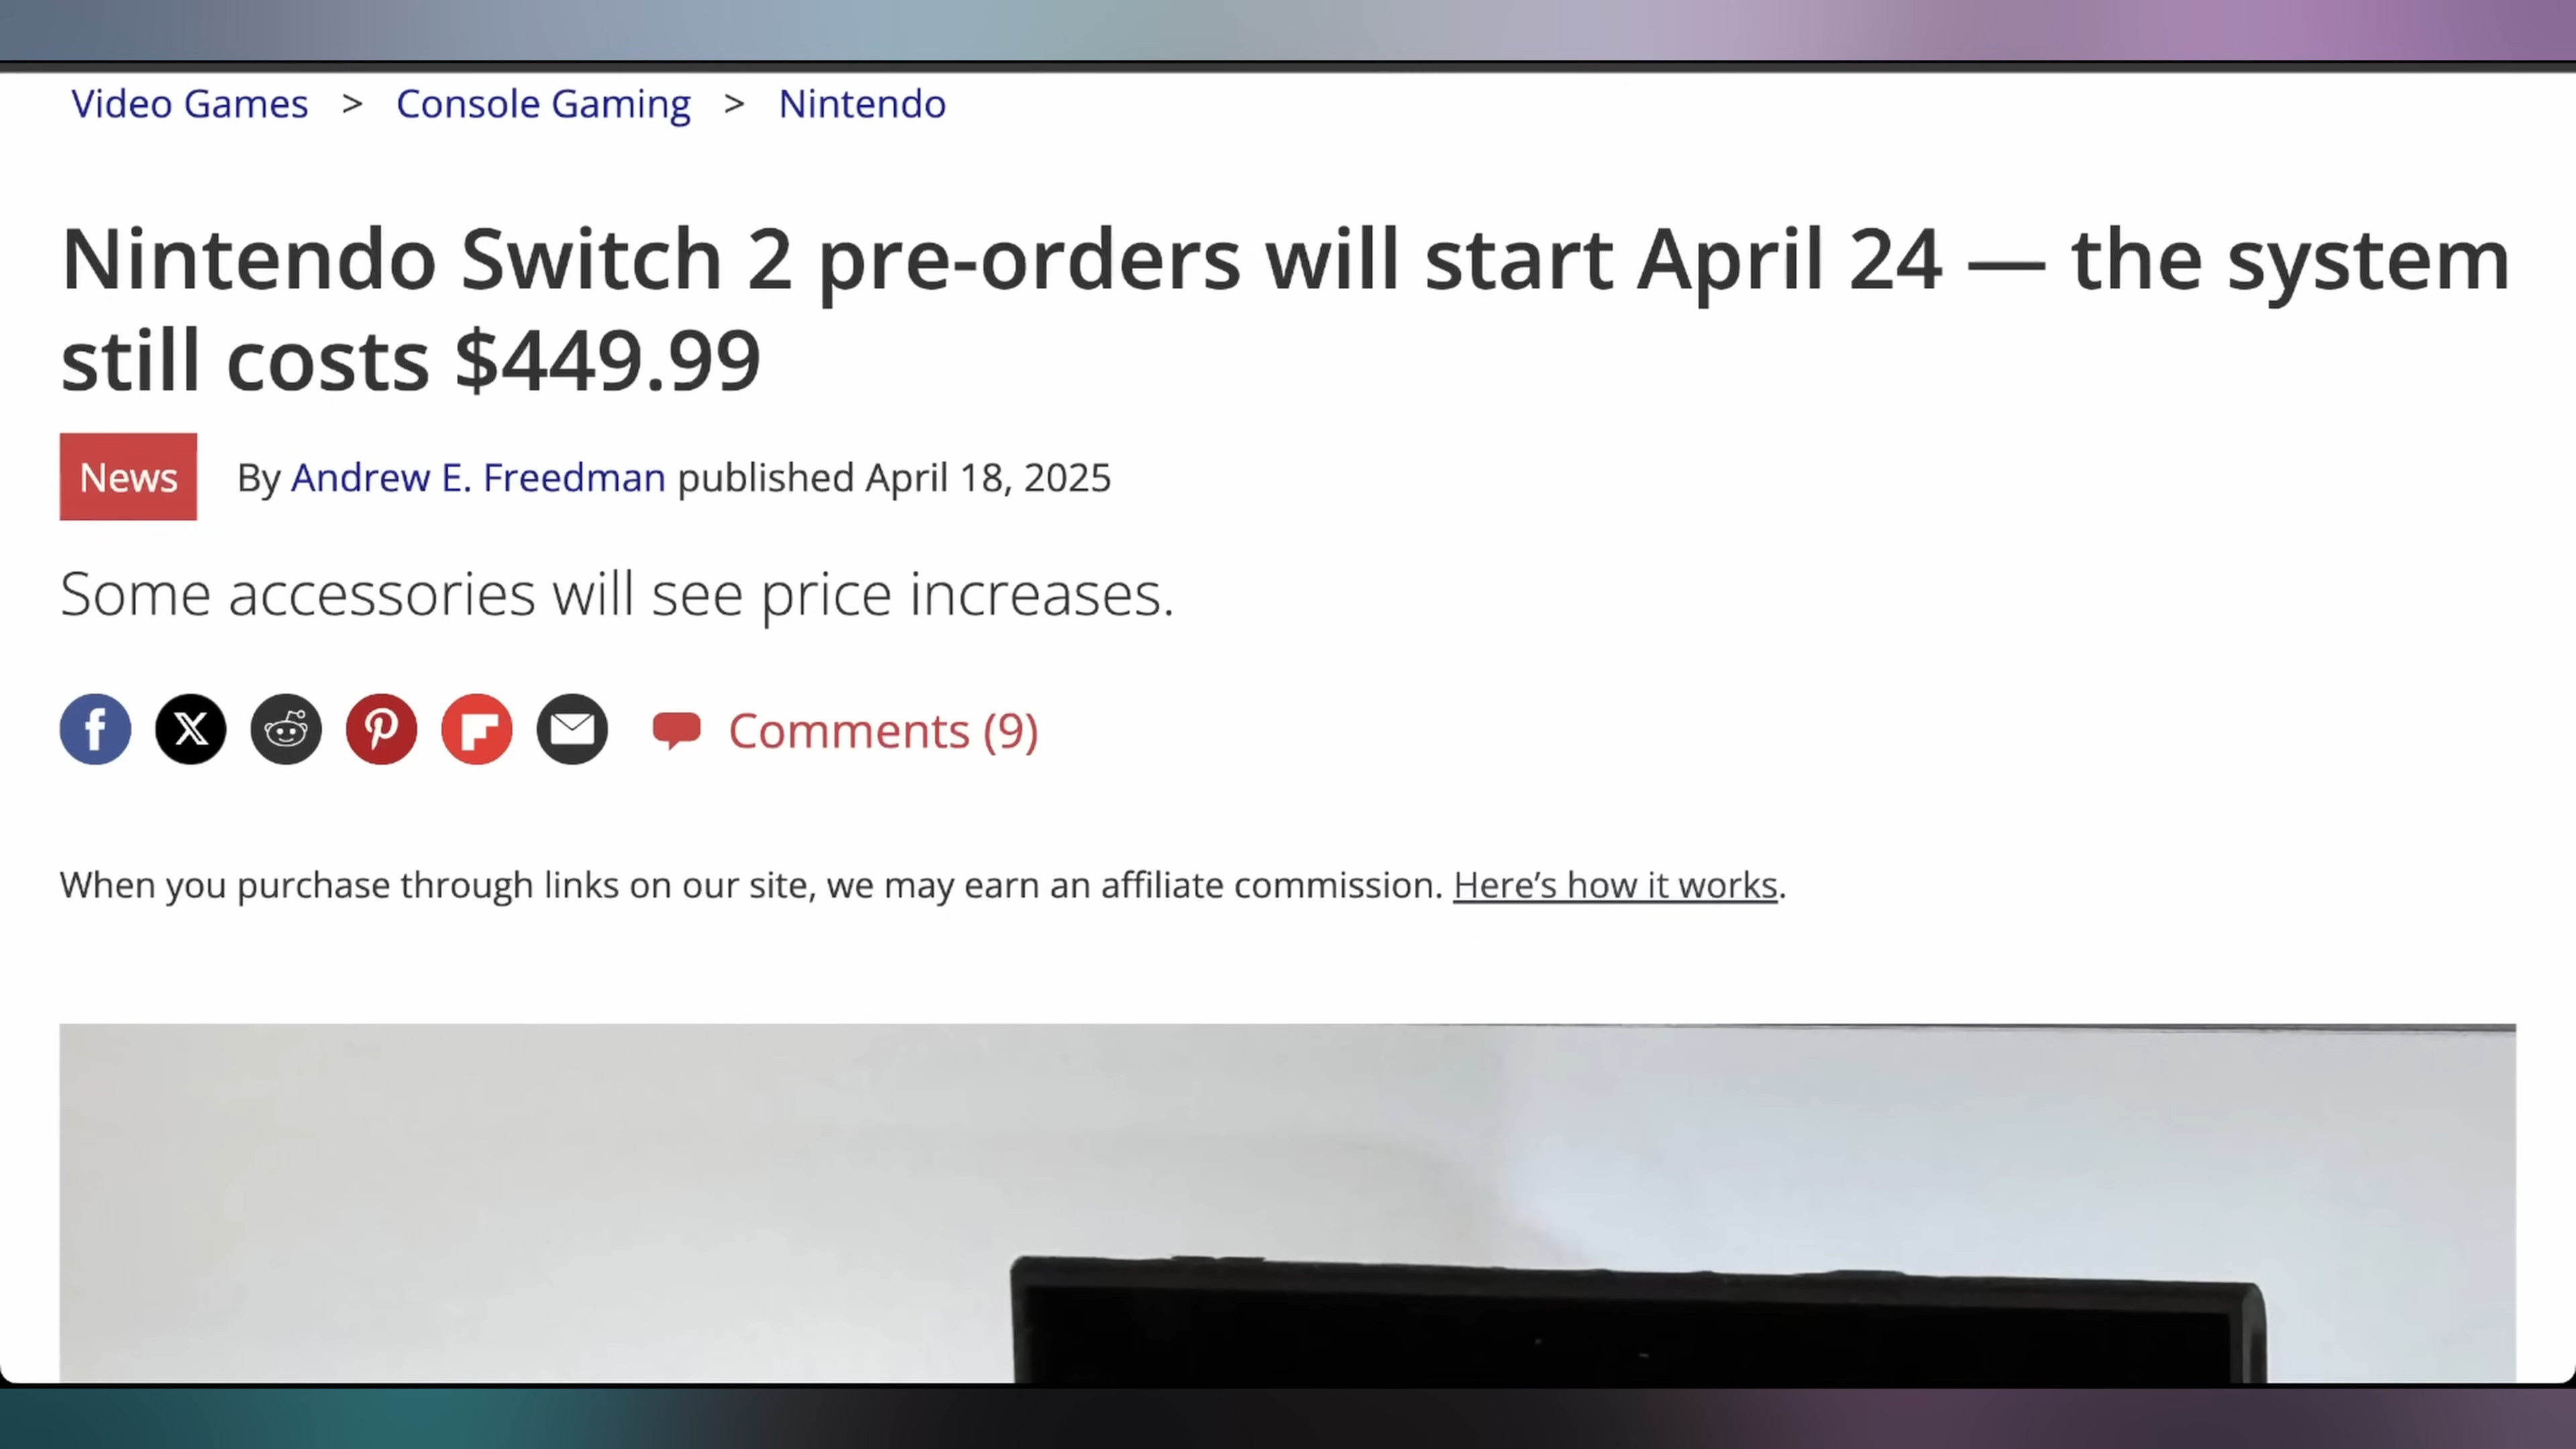 Video Games > Console Gaming > Nintendo
Nintendo Switch 2 pre-orders will start April 24 — the system
still costs $449.99
News By Andrew E. Freedman published April 18, 2025
Some accessories will see price increases.
Comments (9)
When you purchase through links on our site, we may earn an affiliate commission. Here’s how it works.